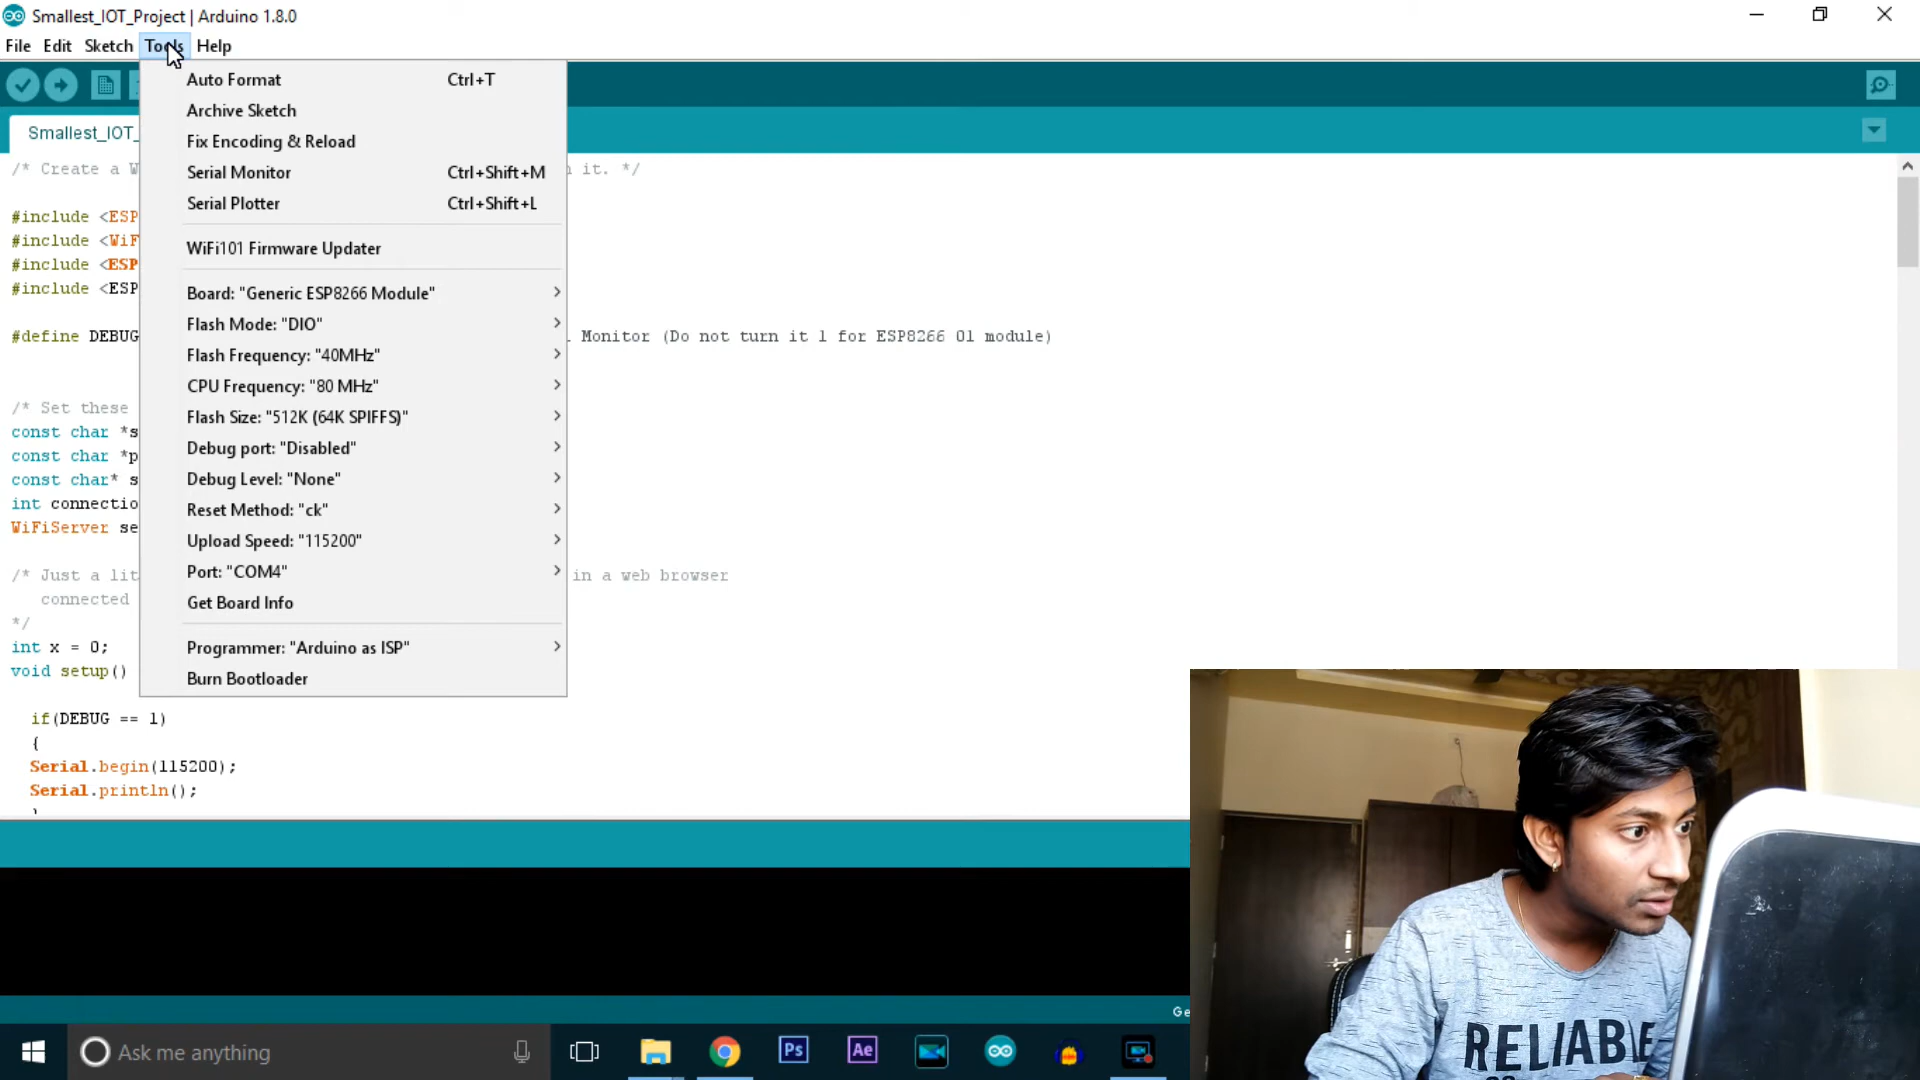 Smallest_IOT_Project | Arduino 1.8.0
File Edit Sketch Tools Help
Auto Format Ctrl+T
Archive Sketch
Fix Encoding & Reload
Serial Monitor Ctrl+Shift+M
Serial Plotter Ctrl+Shift+L
WiFi101 Firmware Updater
Board: "Generic ESP8266 Module"
Flash Mode: "DIO"
Flash Frequency: "40MHz"
CPU Frequency: "80 MHz"
Flash Size: "512K (64K SPIFFS)"
Debug port: "Disabled"
Debug Level: "None"
Reset Method: "ck"
Upload Speed: "115200"
Port: "COM4"
Get Board Info
Programmer: "Arduino as ISP"
Burn Bootloader
Smallest_IOT_
/* Create a W it. */
#include <ESP
#include <WiF
#include <ESP
#include <ESP
#define DEBUG Monitor (Do not turn it 1 for ESP8266 01 module)
/* Set these
const char *s
const char *p
const char* s
int connectio
WiFiServer se
/* Just a lit in a web browser
connected
*/
int x = 0;
void setup()
if(DEBUG == 1)
{
Serial.begin(115200);
Serial.println();
Ge
RELIABLE
Ask me anything
Ps
Ae